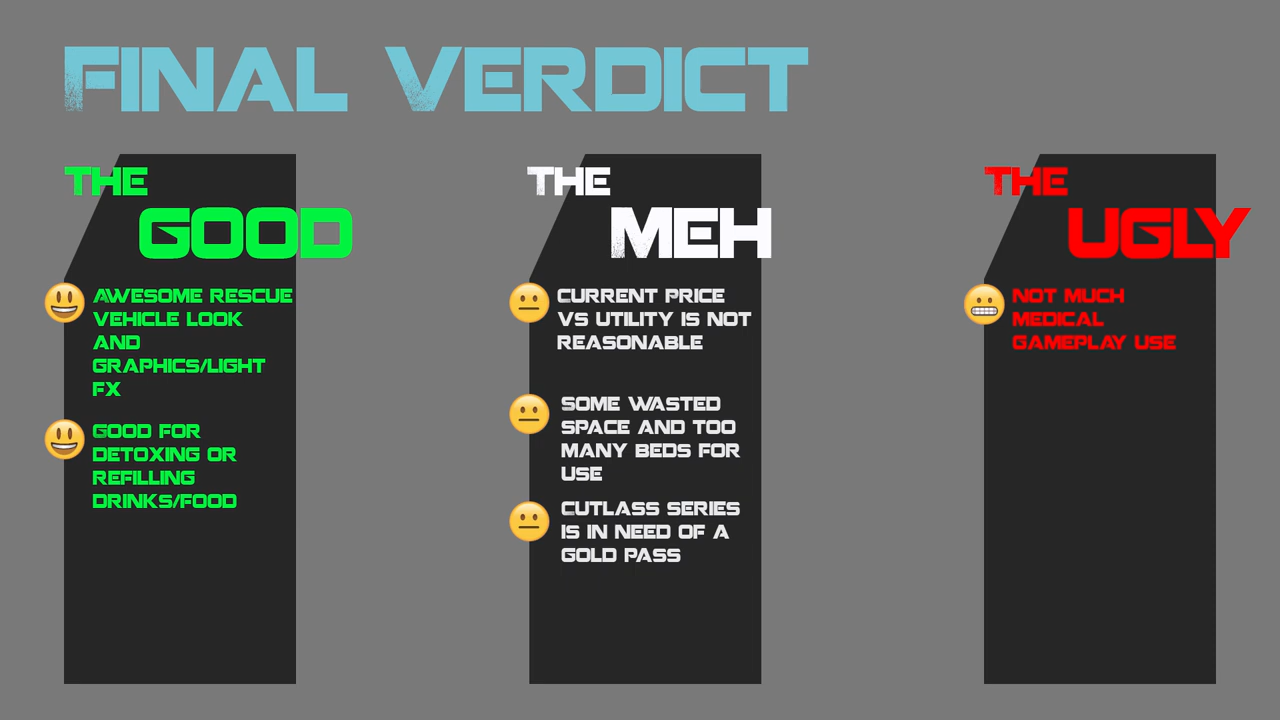 FINAL VERDICT
THE
GOOD
AWESOME RESCUE
VEHICLE LOOK
AND
GRAPHICS/LIGHT
FX
GOOD FOR
DETOXING OR
REFILLING
DRINKS/FOOD
THE
MEH
CURRENT PRICE
VS UTILITY IS NOT
REASONABLE
SOME WASTED
SPACE AND TOO
MANY BEDS FOR
USE
CUTLASS SERIES
IS IN NEED OF A
GOLD PASS
THE
UGLY
NOT MUCH
MEDICAL
GAMEPLAY USE